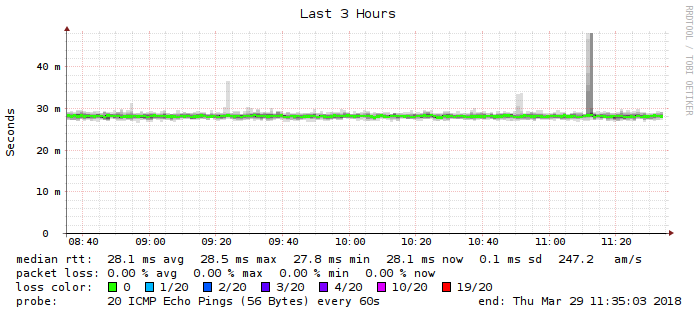 Last 3 Hours
RRDTOOL / TOBI OETIKER
Seconds
40 m
30 m
20 m
10 m
0
08:40 09:00 09:20 09:40 10:00 10:20 10:40 11:00 11:20
median rtt: 28.1 ms avg 28.5 ms max 27.8 ms min 28.1 ms now 0.1 ms sd 247.2 am/s
packet loss: 0.00 % avg 0.00 % max 0.00 % min 0.00 % now
loss color: 0 1/20 2/20 3/20 4/20 10/20 19/20
probe: 20 ICMP Echo Pings (56 Bytes) every 60s end: Thu Mar 29 11:35:03 2018